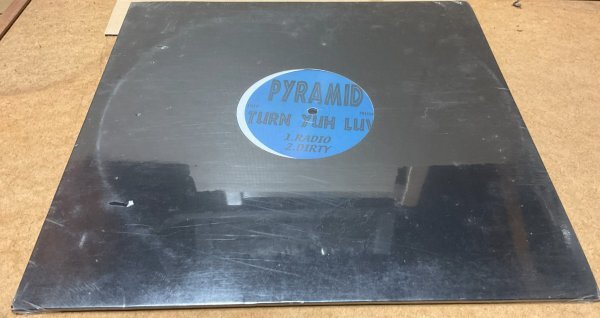 PYRAMID
TURN YUH LUV
1.RADIO
2.DIRTY